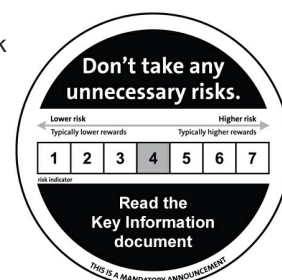 k
Don't take any
unnecessary risks.
Lower risk Higher risk
Typically lower rewards Typically higher rewards
1 2 3 4 5 6 7
risk indicator
Read the
Key Information
document
THIS IS A MANDATORY ANNOUNCEMENT